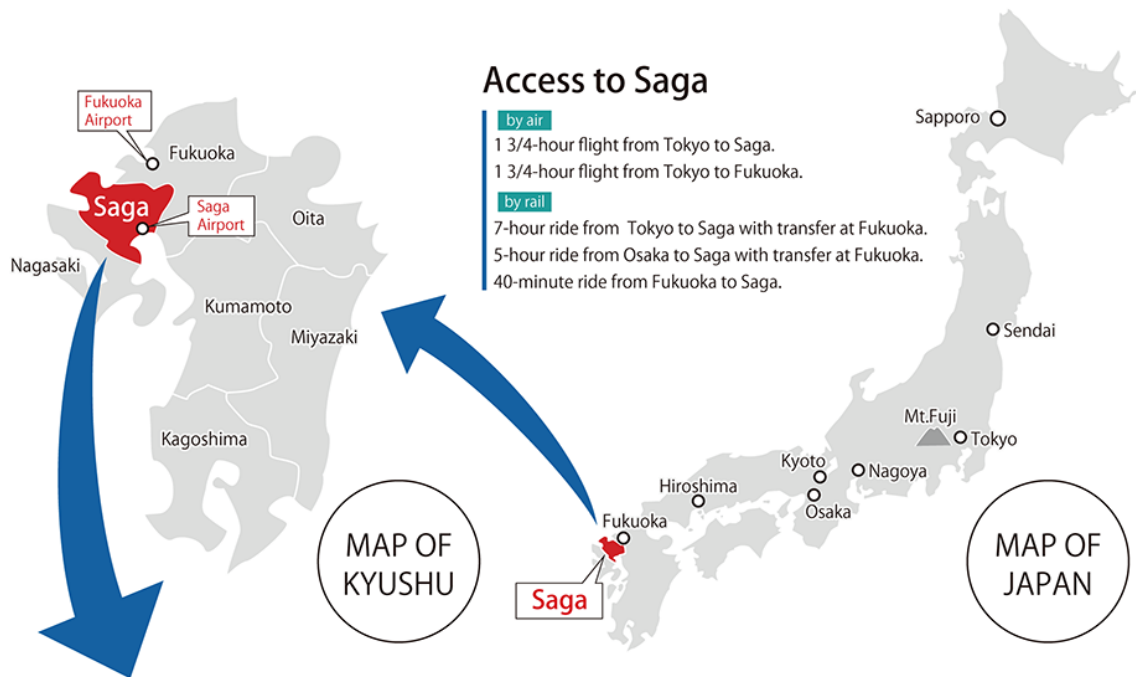 Access to Saga
by air
1 3/4-hour flight from Tokyo to Saga.
1 3/4-hour flight from Tokyo to Fukuoka.
by rail
7-hour ride from Tokyo to Saga with transfer at Fukuoka.
5-hour ride from Osaka to Saga with transfer at Fukuoka.
40-minute ride from Fukuoka to Saga.
Fukuoka
Airport
Fukuoka
Saga
Saga
Airport
Oita
Nagasaki
Kumamoto
Miyazaki
Kagoshima
MAP OF
KYUSHU
Sapporo
Sendai
Mt.Fuji
Tokyo
Nagoya
Kyoto
Osaka
Hiroshima
Fukuoka
Saga
MAP OF
JAPAN